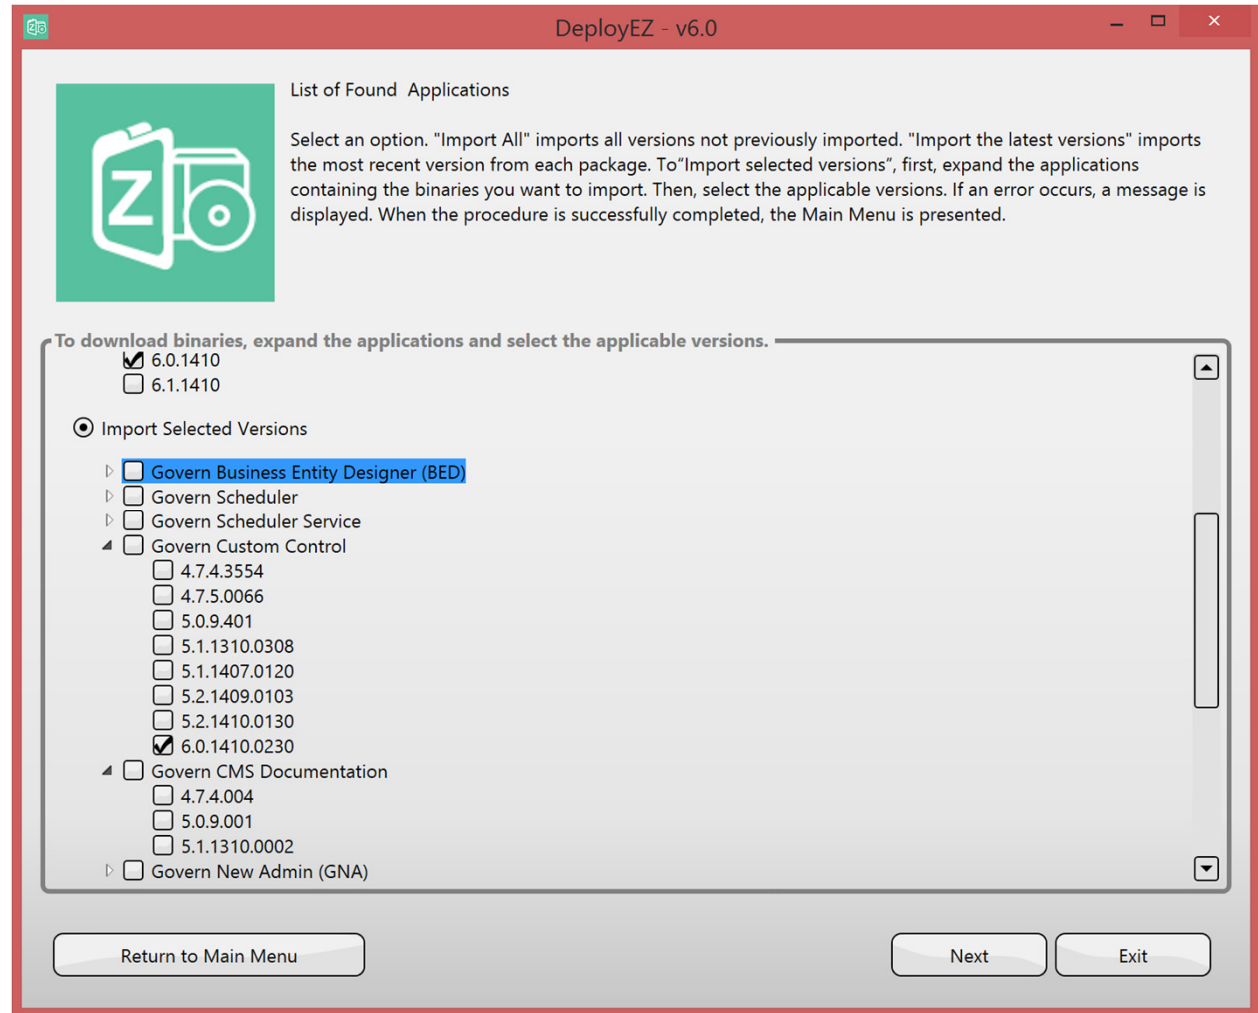 DeployEZ - v6.0
List of Found Applications
Select an option. "Import All" imports all versions not previously imported. "Import the latest versions" imports
the most recent version from each package. To“Import selected versions”, first, expand the applications
containing the binaries you want to import. Then, select the applicable versions. If an error occurs, a message is
displayed. When the procedure is successfully completed, the Main Menu is presented.
To download binaries, expand the applications and select the applicable versions.
6.0.1410
6.1.1410
Import Selected Versions
Govern Business Entity Designer (BED)
Govern Scheduler
Govern Scheduler Service
Govern Custom Control
4.7.4.3554
4.7.5.0066
5.0.9.401
5.1.1310.0308
5.1.1407.0120
5.2.1409.0103
5.2.1410.0130
6.0.1410.0230
Govern CMS Documentation
4.7.4.004
5.0.9.001
5.1.1310.0002
Govern New Admin (GNA)
Return to Main Menu
Next
Exit